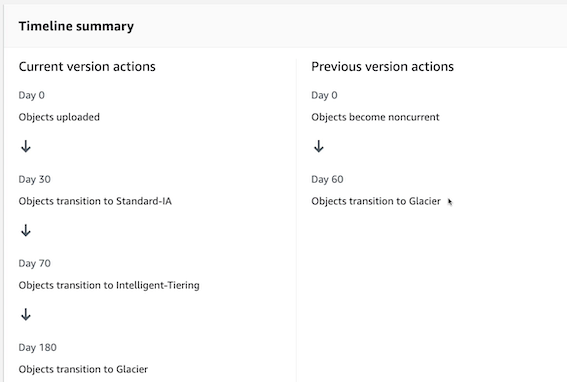 Timeline summary
Current version actions
Day 0
Objects uploaded
Day 30
Objects transition to Standard-IA
Day 70
Objects transition to Intelligent-Tiering
Day 180
Objects transition to Glacier
Previous version actions
Day 0
Objects become noncurrent
Day 60
Objects transition to Glacier